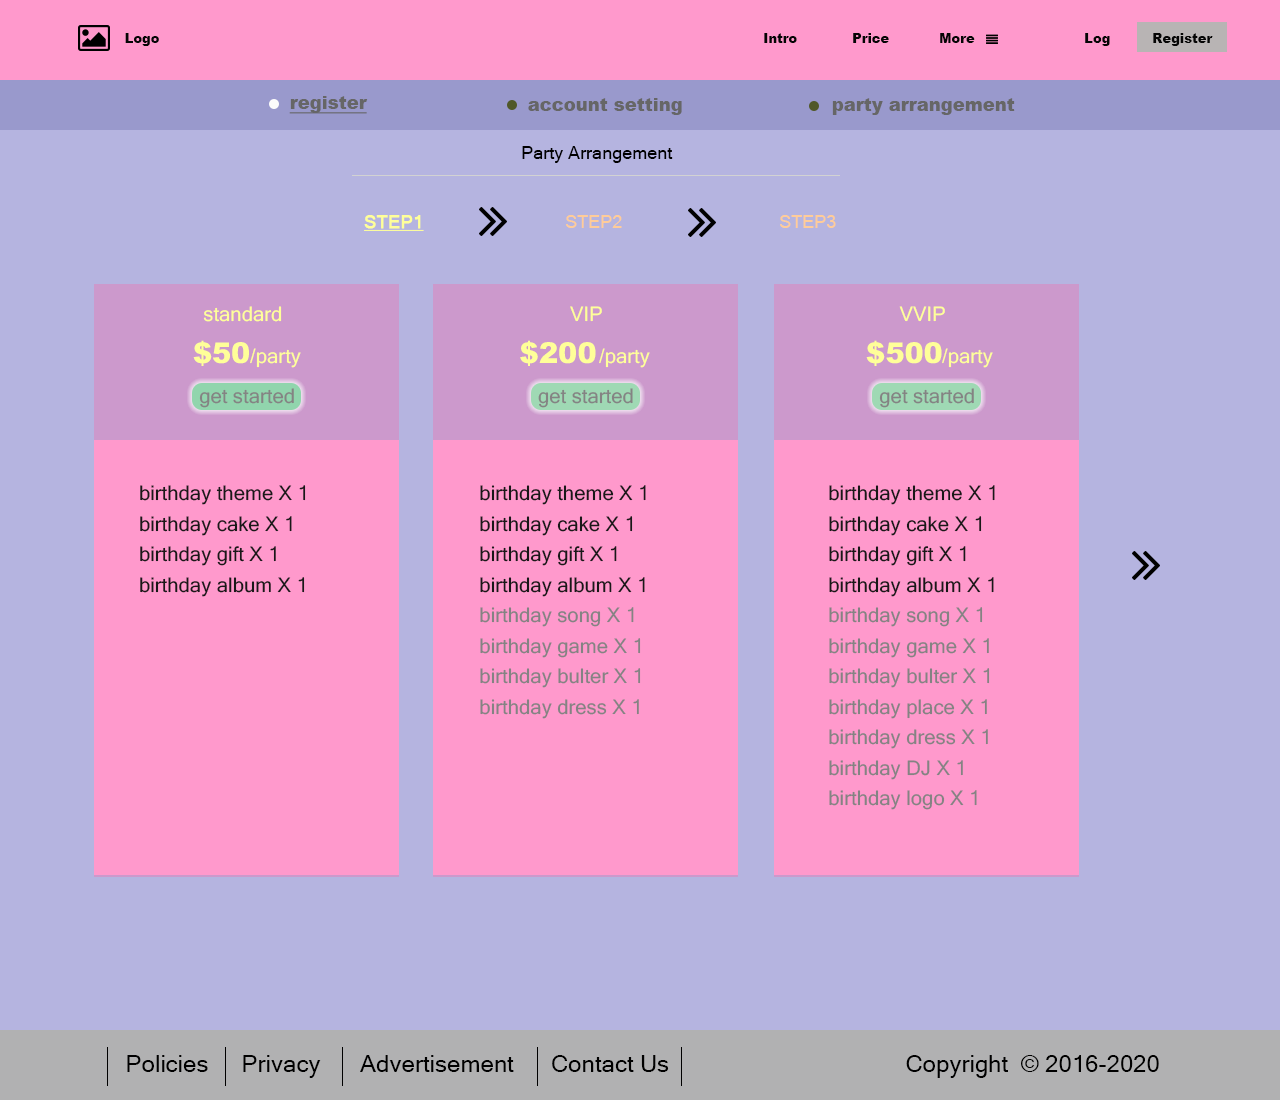 Logo Intro Price More Log Register
register account setting party arrangement
Party Arrangement
STEP1 STEP2 STEP3
standard
$50/party
get started
birthday theme X 1
birthday cake X 1
birthday gift X 1
birthday album X 1
VIP
$200/party
get started
birthday theme X 1
birthday cake X 1
birthday gift X 1
birthday album X 1
birthday song X 1
birthday game X 1
birthday bulter X 1
birthday dress X 1
VVIP
$500/party
get started
birthday theme X 1
birthday cake X 1
birthday gift X 1
birthday album X 1
birthday song X 1
birthday game X 1
birthday bulter X 1
birthday place X 1
birthday dress X 1
birthday DJ X 1
birthday logo X 1
Policies Privacy Advertisement Contact Us Copyright © 2016-2020